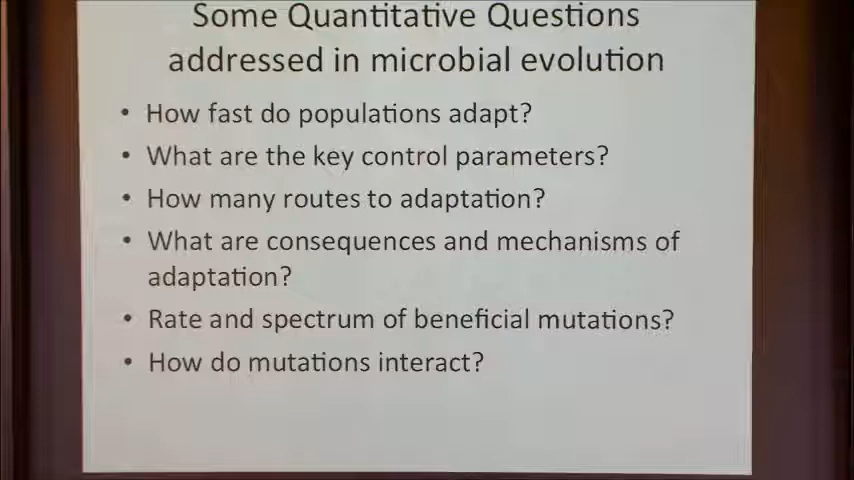 Some Quantitative Questions
addressed in microbial evolution
• How fast do populations adapt?
• What are the key control parameters?
• How many routes to adaptation?
• What are consequences and mechanisms of
adaptation?
• Rate and spectrum of beneficial mutations?
• How do mutations interact?